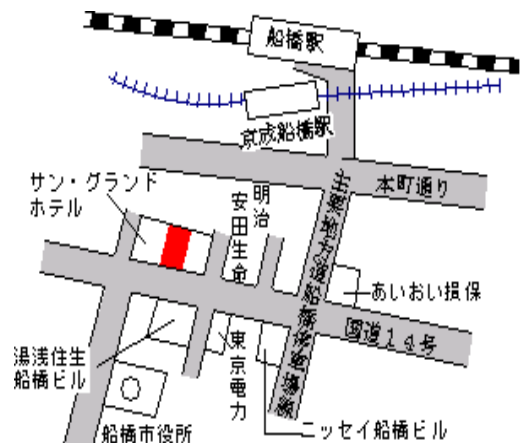 船橋駅
京成船橋駅
本町通り
サン・グランド
ホテル
明治
安田生命
主要地方道船橋停車場線
あいおい損保
国道14号
湯浅住生
船橋ビル
東京電力
船橋市役所
ニッセイ船橋ビル